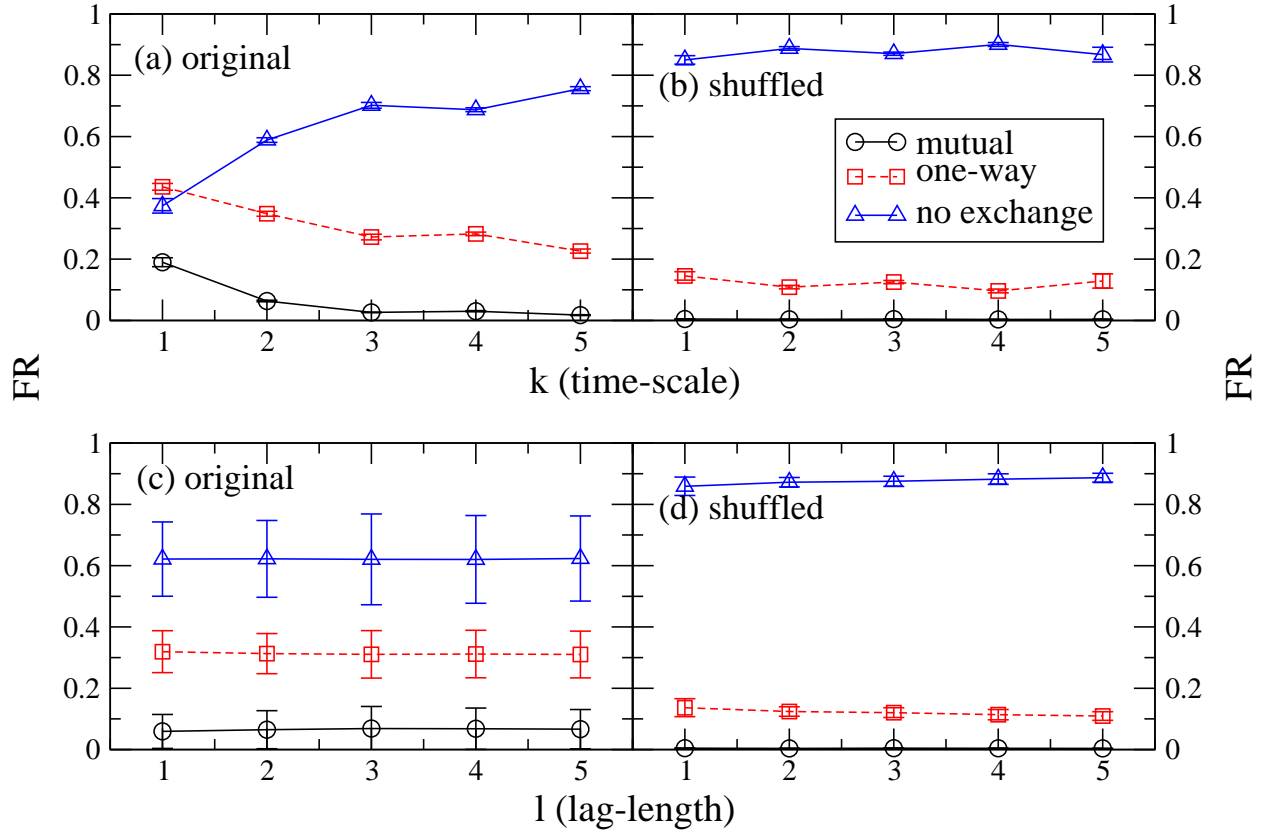 1 1
(a) original
0.8 0.8
(b) shuffled
0.6 0.6
mutual
one-way
no exchange
0.4 0.4
0.2 0.2
0 0
1 2 3 4 5 1 2 3 4 5
k (time-scale)
FR FR
1 1
(c) original
(d) shuffled
0.8 0.8
0.6 0.6
0.4 0.4
0.2 0.2
0 0
1 2 3 4 5 1 2 3 4 5
l (lag-length)